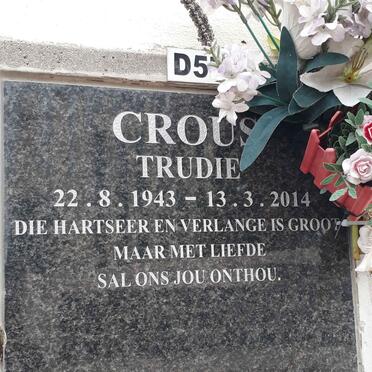 D5
CROUS
TRUDIE
22.8.1943 – 13.3.2014
DIE HARTSEER EN VERLANGE IS GROOT
MAAR MET LIEFDE
SAL ONS JOU ONTHOU.